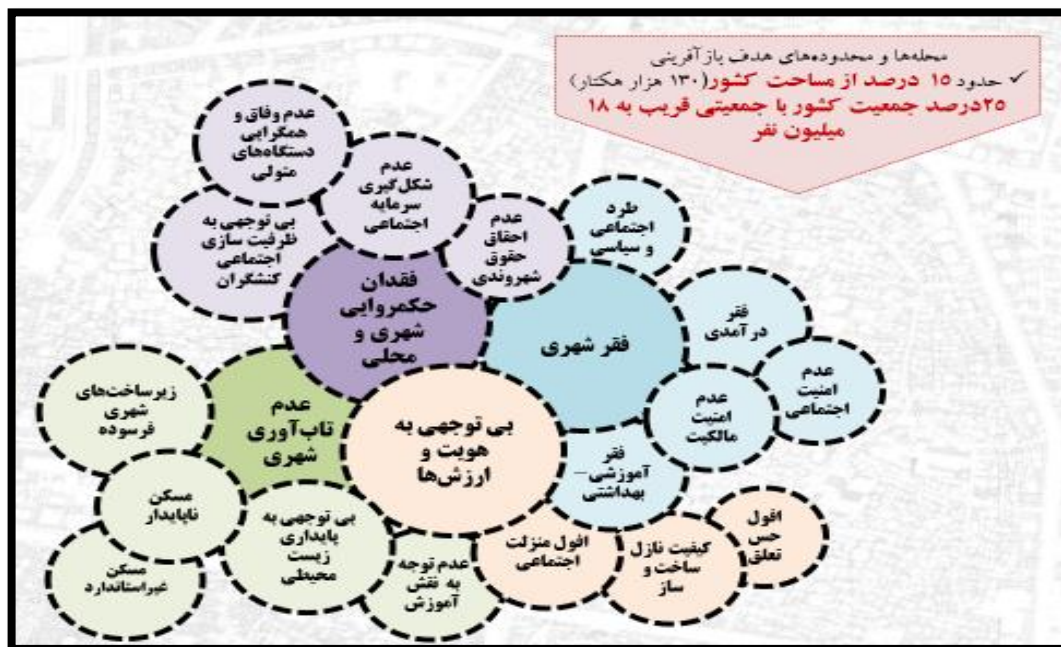 محله‌ها و محدوده‌های هدف بازآفرینی
✓ حدود ۱۵ درصد از مساحت کشور(۱۳۰ هزار هکتار)
۲۵درصد جمعیت کشور با جمعیتی قریب به ۱۸
میلیون نفر
عدم وفاق و
همگرایی
دستگاه‌های
متولی
عدم
شکل‌گیری
سرمایه
اجتماعی
عدم
احقاق
حقوق
شهروندی
طرد
اجتماعی
و سیاسی
بی توجهی به
ظرفیت سازی
اجتماعی
کنشگران
فقدان
حکمروایی
شهری و
محلی
فقر شهری
فقر
درآمدی
عدم
امنیت
اجتماعی
عدم
امنیت
مالکیت
فقر
آموزشی–
بهداشتی
زیرساخت‌های
شهری
فرسوده
عدم
تاب‌آوری
شهری
بی توجهی به
هویت و
ارزش‌ها
مسکن
ناپایدار
مسکن
غیراستاندارد
بی توجهی به
پایداری
زیست
محیطی
عدم توجه
به نقش
آموزش
افول منزلت
اجتماعی
کیفیت نازل
ساخت و
ساز
افول
حس
تعلق